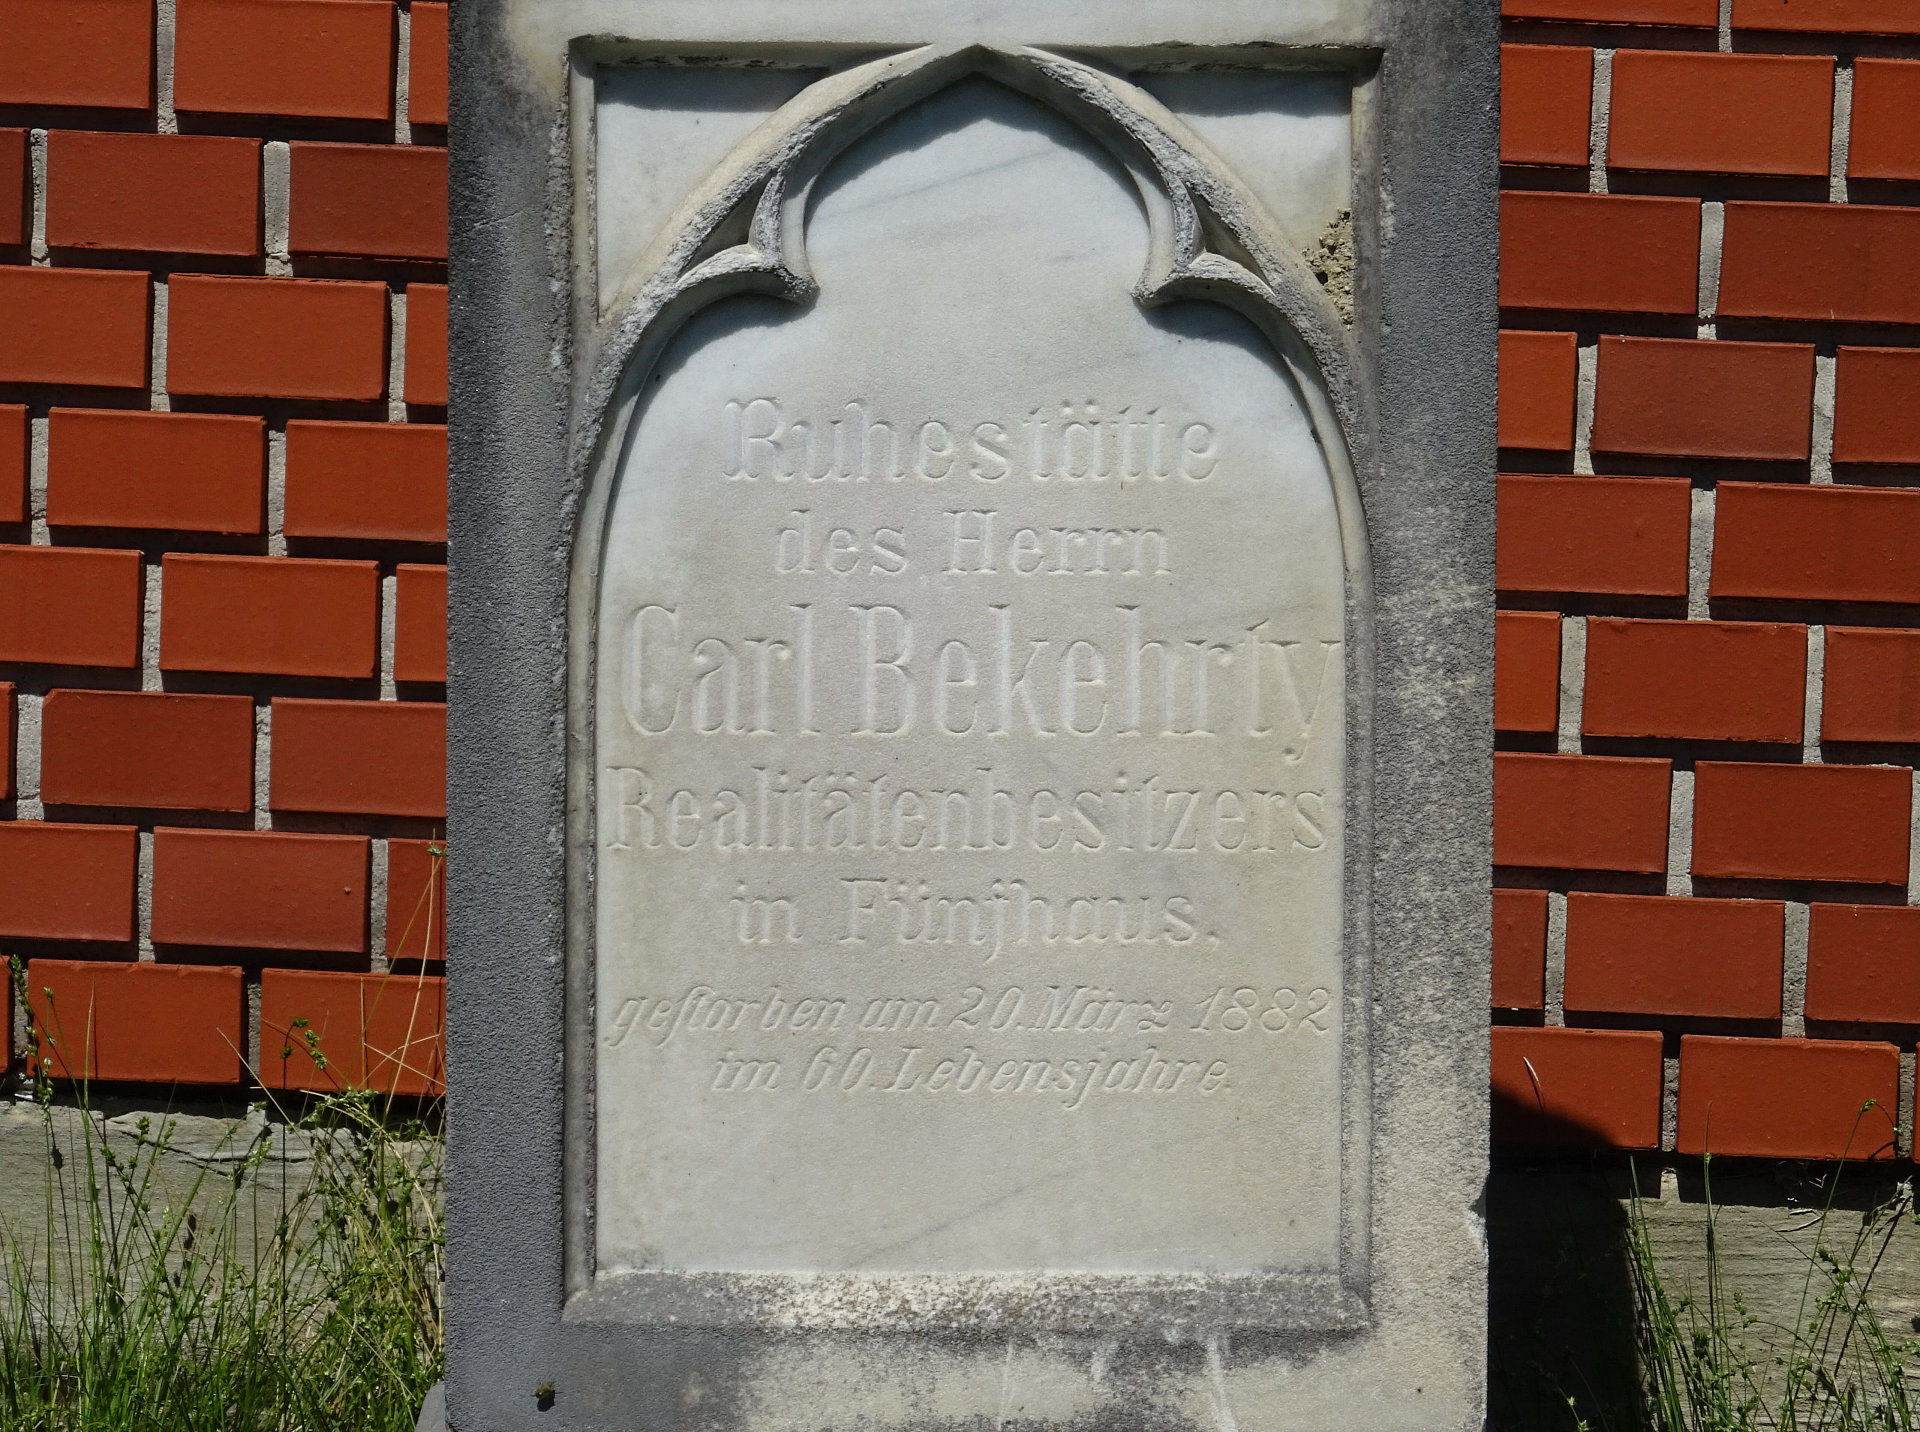 Ruhestätte
des Herrn
Carl Bekehrty
Realitätenbesitzers
in Fünfhaus,
gestorben am 20. März 1882
im 60. Lebensjahre.